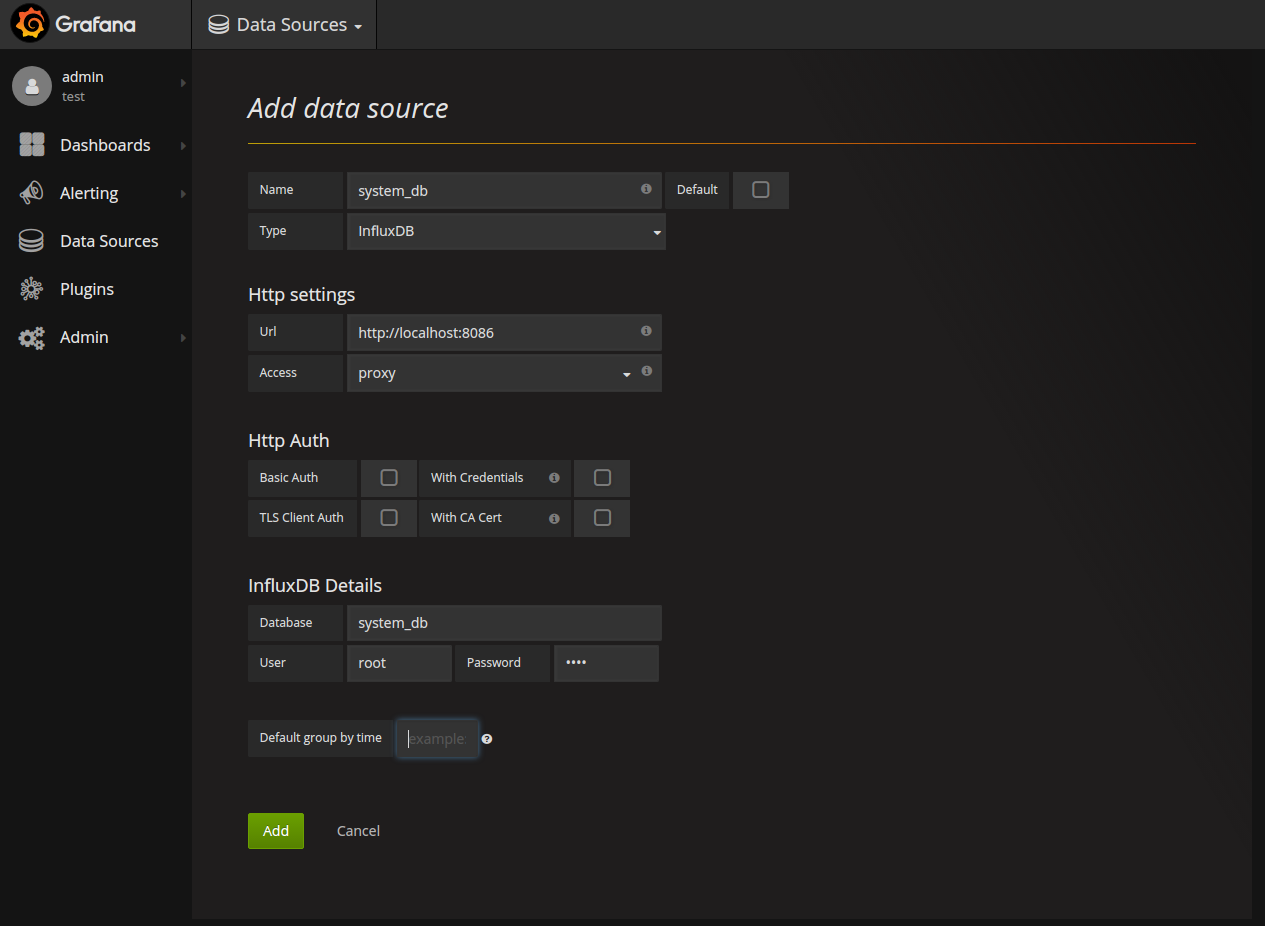 Grafana
Data Sources
admin
test
Dashboards
Alerting
Data Sources
Plugins
Admin
Add data source
Name system_db Default
Type InfluxDB
Http settings
Url http://localhost:8086
Access proxy
Http Auth
Basic Auth With Credentials
TLS Client Auth With CA Cert
InfluxDB Details
Database system_db
User root Password ••••
Default group by time example:
Add Cancel